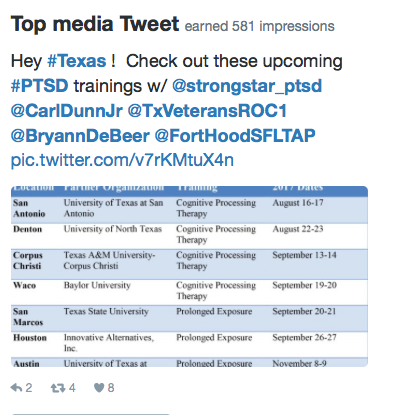 Top media Tweet earned 581 impressions
Hey #Texas ! Check out these upcoming
#PTSD trainings w/ @strongstar_ptsd
@CarlDunnJr @TxVeteransROC1
@BryannDeBeer @FortHoodSFLTAP
pic.twitter.com/v7rKMtuX4n
Location Partner Organization Training 2017 Dates
San Antonio University of Texas at San Antonio Cognitive Processing Therapy August 16-17
Denton University of North Texas Cognitive Processing Therapy August 22-23
Corpus Christi Texas A&M University-Corpus Christi Cognitive Processing Therapy September 13-14
Waco Baylor University Cognitive Processing Therapy September 19-20
San Marcos Texas State University Prolonged Exposure September 20-21
Houston Innovative Alternatives, Inc. Prolonged Exposure September 26-27
Austin University of Texas at Prolonged Exposure November 8-9
2 4 8